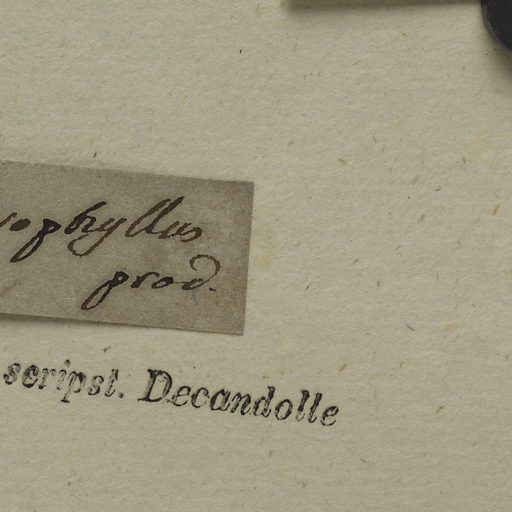 ophyllus
prod.
scripst. Decandolle